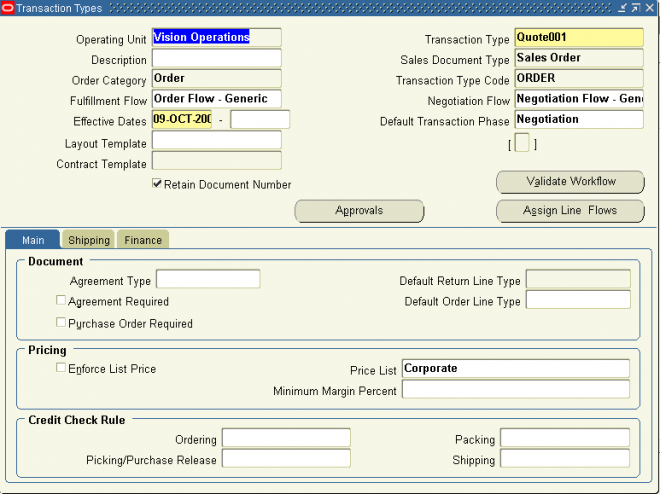 Transaction Types
Operating Unit Vision Operations Transaction Type Quote001
Description Sales Document Type Sales Order
Order Category Order Transaction Type Code ORDER
Fulfillment Flow Order Flow - Generic Negotiation Flow Negotiation Flow - Gen
Effective Dates 09-OCT-200 - Default Transaction Phase Negotiation
Layout Template [ ]
Contract Template
Retain Document Number Validate Workflow
Approvals Assign Line Flows
Main Shipping Finance
Document
Agreement Type Default Return Line Type
Agreement Required Default Order Line Type
Purchase Order Required
Pricing
Enforce List Price Price List Corporate
Minimum Margin Percent
Credit Check Rule
Ordering Packing
Picking/Purchase Release Shipping